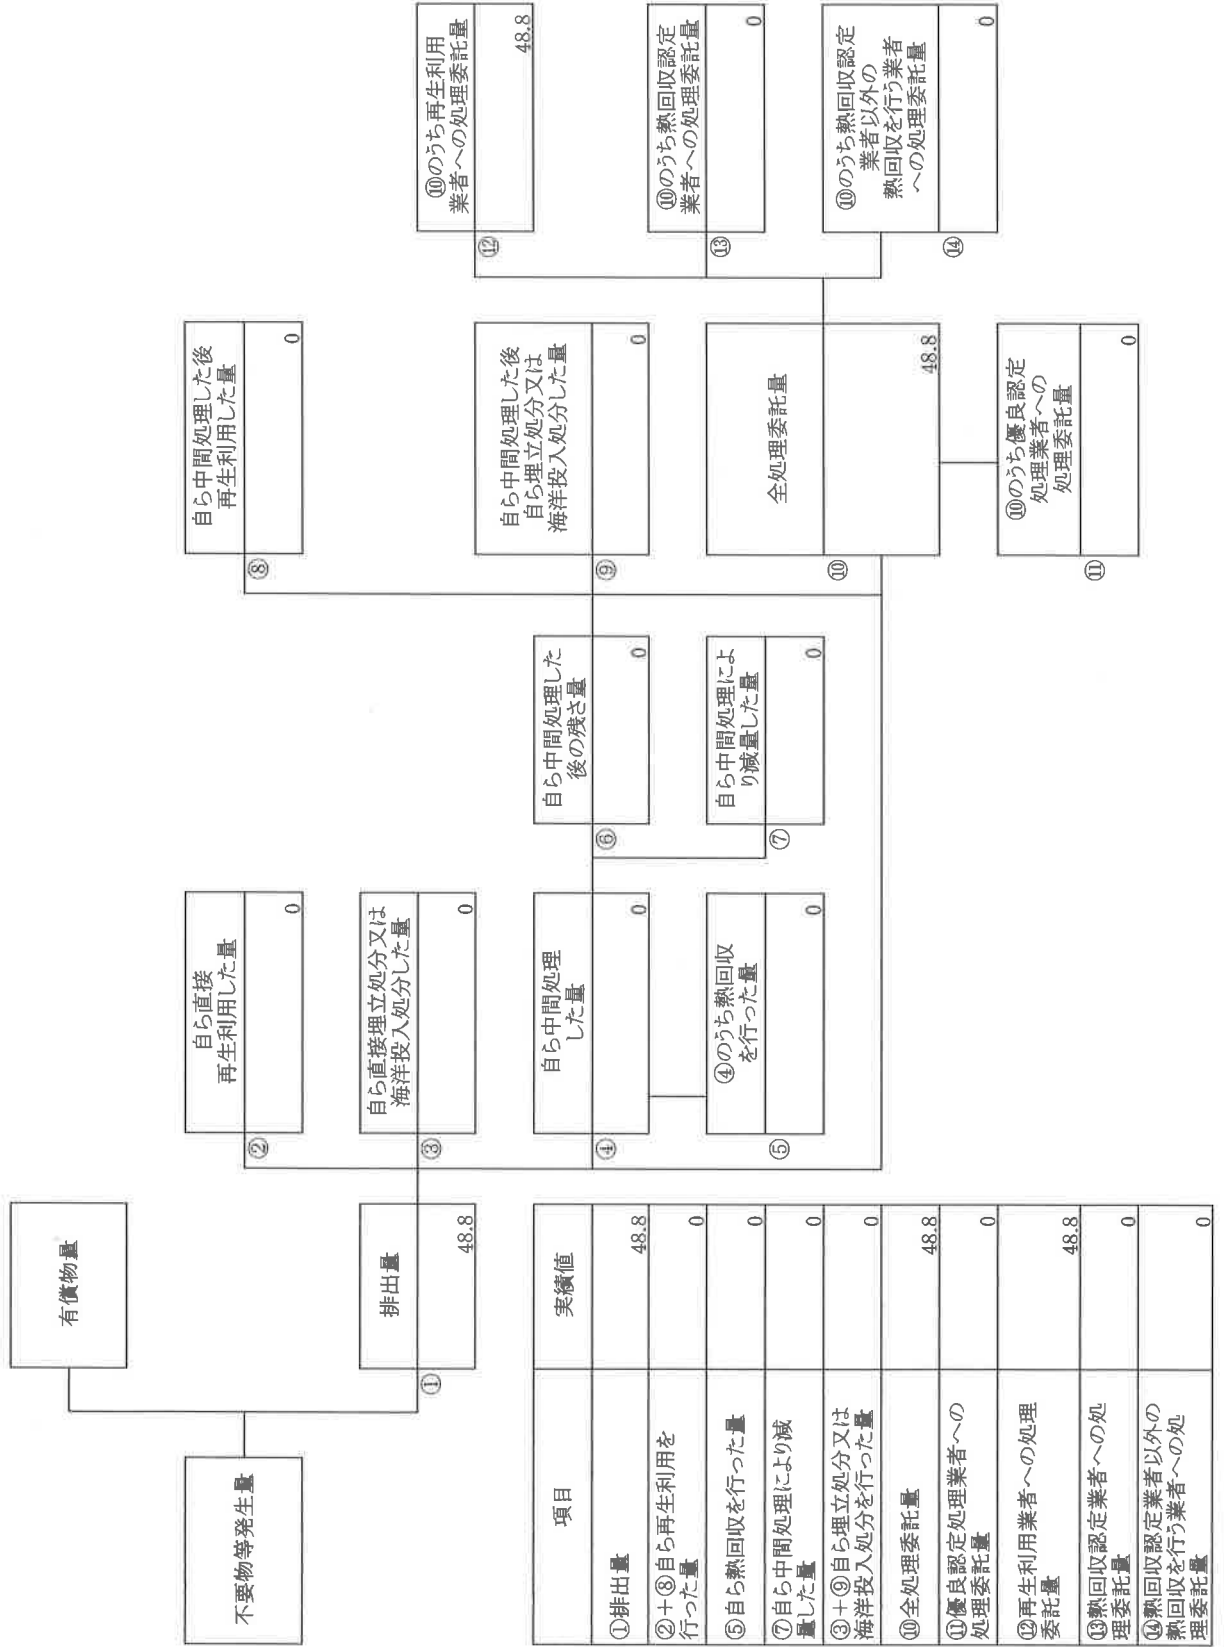 不要物等発生量
有償物量
排出量
①
48.8
自ら直接
再生利用した量
②
0
自ら直接埋立処分又は
海洋投入処分した量
③
0
自ら中間処理
した量
④
0
④のうち熱回収
を行った量
⑤
0
自ら中間処理した
後の残さ量
⑥
0
自ら中間処理によ
り減量した量
⑦
0
自ら中間処理した後
再生利用した量
⑧
0
自ら中間処理した後
自ら埋立処分又は
海洋投入処分した量
⑨
0
全処理委託量
⑩
48.8
⑩のうち優良認定
処理業者への
処理委託量
⑪
0
⑩のうち再生利用
業者への処理委託量
⑫
48.8
⑩のうち熱回収認定
業者への処理委託量
⑬
0
⑩のうち熱回収認定
業者以外の
熱回収を行う業者
への処理委託量
⑭
0
項目 実績値
①排出量 48.8
②+⑧自ら再生利用を
行った量 0
⑤自ら熱回収を行った量 0
⑦自ら中間処理により減
量した量 0
③+⑨自ら埋立処分又は
海洋投入処分を行った量 0
⑩全処理委託量 48.8
⑪優良認定処理業者への
処理委託量 0
⑫再生利用業者への処理
委託量 48.8
⑬熱回収認定業者への処
理委託量 0
⑭熱回収認定業者以外の
熱回収を行う業者への処
理委託量 0